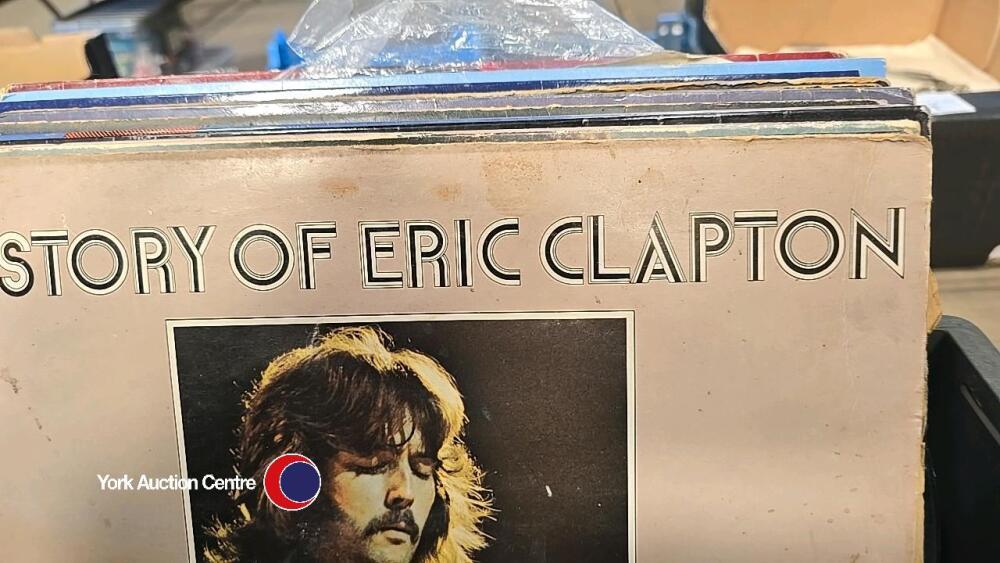 STORY OF ERIC CLAPTON
York Auction Centre